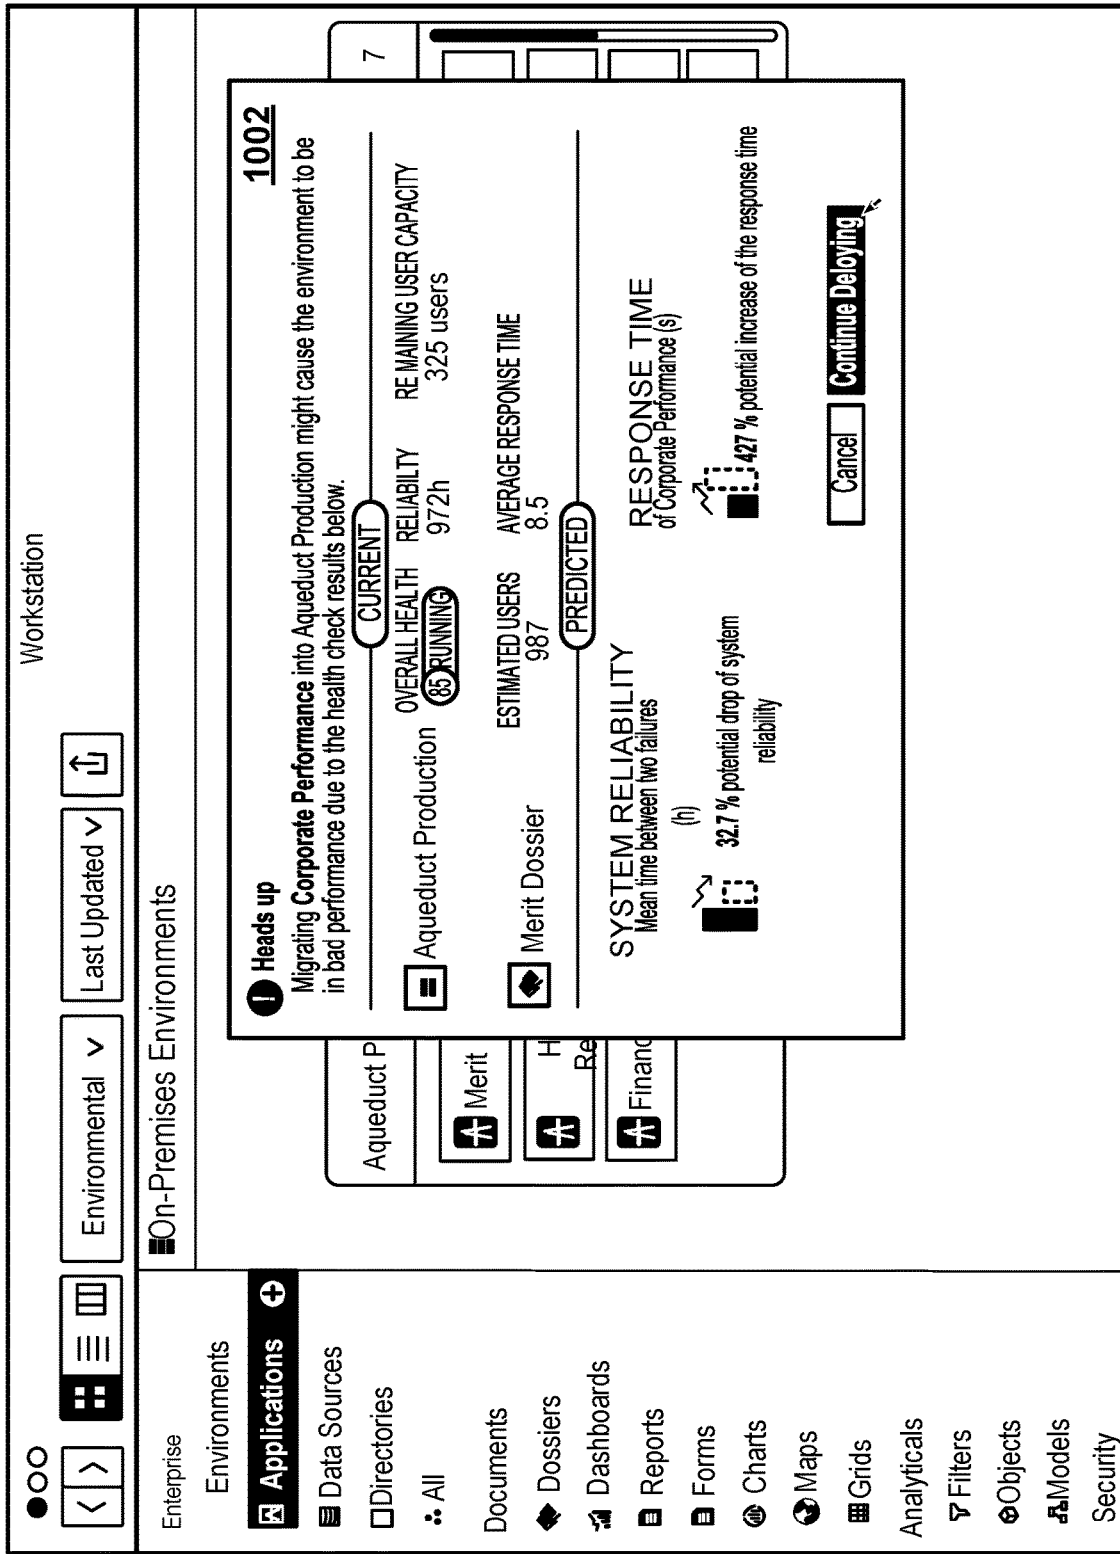 Workstation
Environmental
Last Updated
Enterprise
Environments
Applications
Data Sources
Directories
All
Documents
Dossiers
Dashboards
Reports
Forms
Charts
Maps
Grids
Analyticals
Filters
Objects
Models
Security
On-Premises Environments
Aqueduct P
7
Merit
H
Re
Financ
1002
! Heads up
Migrating Corporate Performance into Aqueduct Production might cause the environment to be
in bad performance due to the health check results below.
CURRENT
Aqueduct Production
OVERALL HEALTH
85 RUNNING
RELIABILTY
972h
RE MAINING USER CAPACITY
325 users
Merit Dossier
ESTIMATED USERS
987
AVERAGE RESPONSE TIME
8.5
PREDICTED
SYSTEM RELIABILITY
Mean time between two failures
(h)
32.7 % potential drop of system
reliability
RESPONSE TIME
of Corporate Performance (s)
427 % potential increase of the response time
Cancel
Continue Deloying